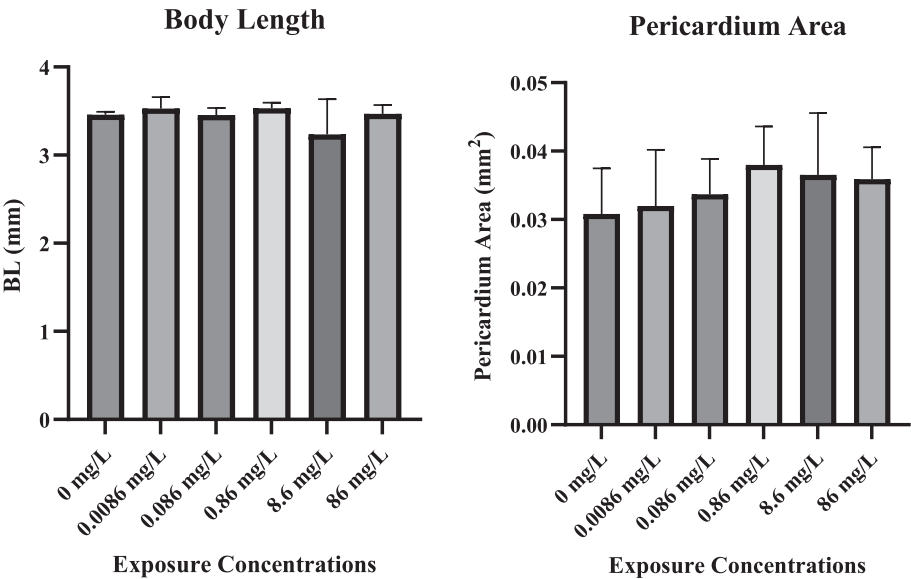 Body Length
BL (mm)
4
3
2
1
0
0 mg/L
0.0086 mg/L
0.086 mg/L
0.86 mg/L
8.6 mg/L
86 mg/L
Exposure Concentrations
Pericardium Area
Pericardium Area (mm²)
0.05
0.04
0.03
0.02
0.01
0.00
0 mg/L
0.0086 mg/L
0.086 mg/L
0.86 mg/L
8.6 mg/L
86 mg/L
Exposure Concentrations